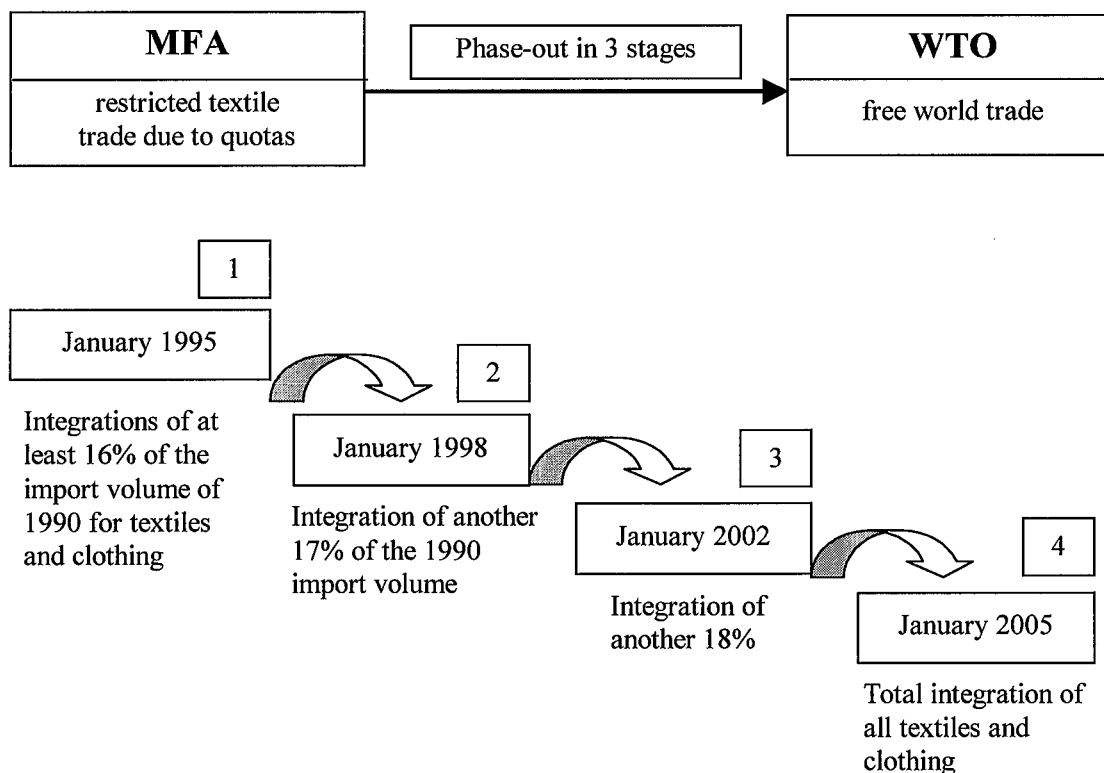 MFA
restricted textile
trade due to quotas
Phase-out in 3 stages
WTO
free world trade
1
January 1995
Integrations of at
least 16% of the
import volume of
1990 for textiles
and clothing
2
January 1998
Integration of another
17% of the 1990
import volume
3
January 2002
Integration of
another 18%
4
January 2005
Total integration of
all textiles and
clothing